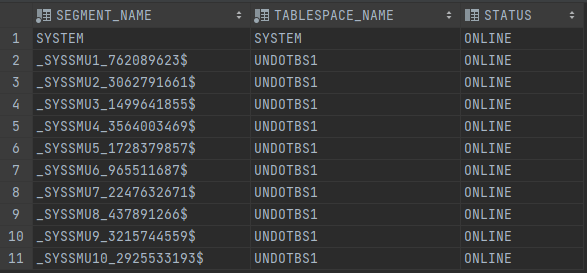 SEGMENT_NAME TABLESPACE_NAME STATUS
1 SYSTEM SYSTEM ONLINE
2 _SYSSMU1_762089623$ UNDOTBS1 ONLINE
3 _SYSSMU2_3062791661$ UNDOTBS1 ONLINE
4 _SYSSMU3_1499641855$ UNDOTBS1 ONLINE
5 _SYSSMU4_3564003469$ UNDOTBS1 ONLINE
6 _SYSSMU5_1728379857$ UNDOTBS1 ONLINE
7 _SYSSMU6_965511687$ UNDOTBS1 ONLINE
8 _SYSSMU7_2247632671$ UNDOTBS1 ONLINE
9 _SYSSMU8_437891266$ UNDOTBS1 ONLINE
10 _SYSSMU9_3215744559$ UNDOTBS1 ONLINE
11 _SYSSMU10_2925533193$ UNDOTBS1 ONLINE